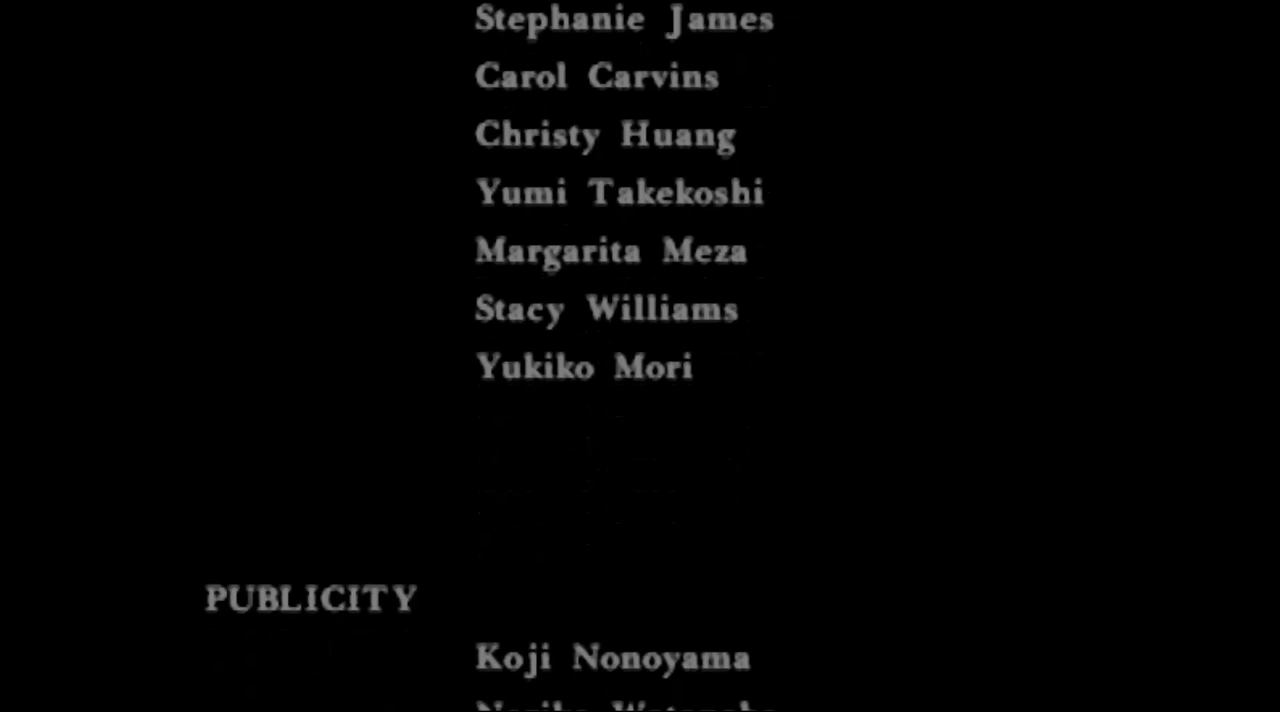 Stephanie James
Carol Carvins
Christy Huang
Yumi Takekoshi
Margarita Meza
Stacy Williams
Yukiko Mori
PUBLICITY
Koji Nonoyama